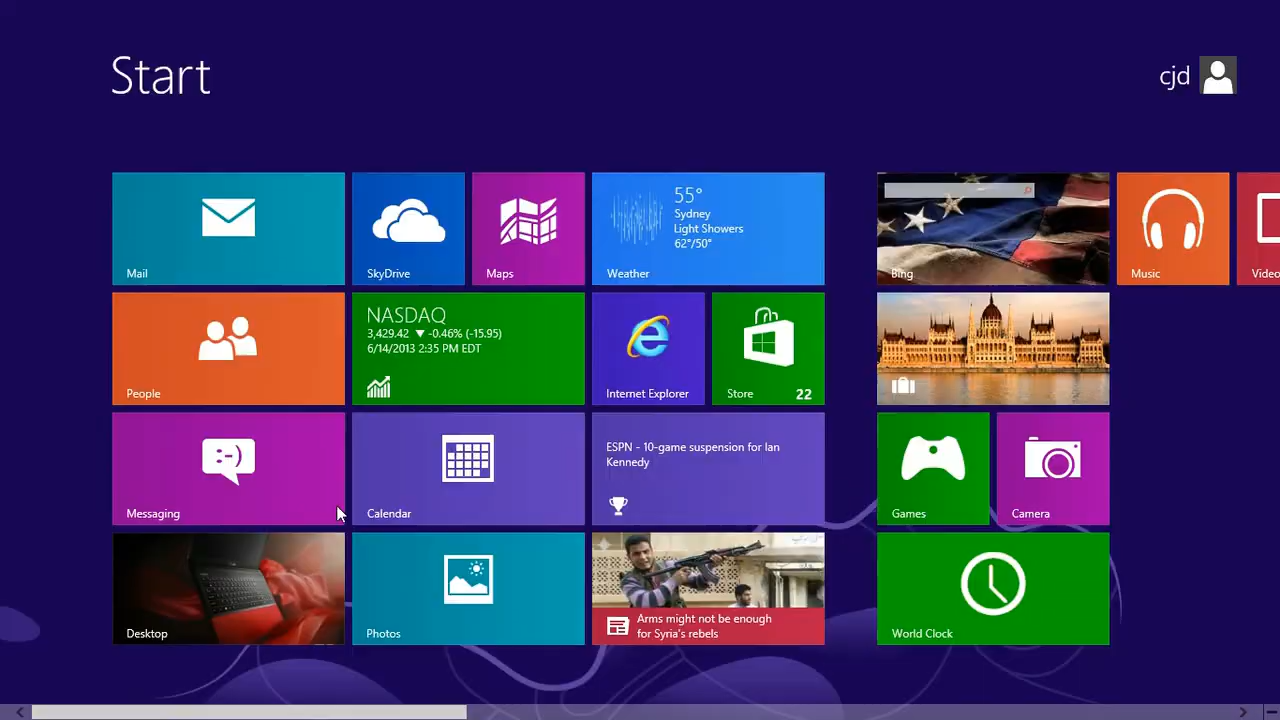 Start
cjd
Mail
SkyDrive
Maps
55°
Sydney
Light Showers
62°/50°
Weather
Bing
Music
Video
People
NASDAQ
3,429.42 ▼ -0.46% (-15.95)
6/14/2013 2:35 PM EDT
Internet Explorer
Store
22
Messaging
:-)
Calendar
ESPN - 10-game suspension for Ian
Kennedy
Games
Camera
Desktop
Photos
Arms might not be enough
for Syria's rebels
World Clock